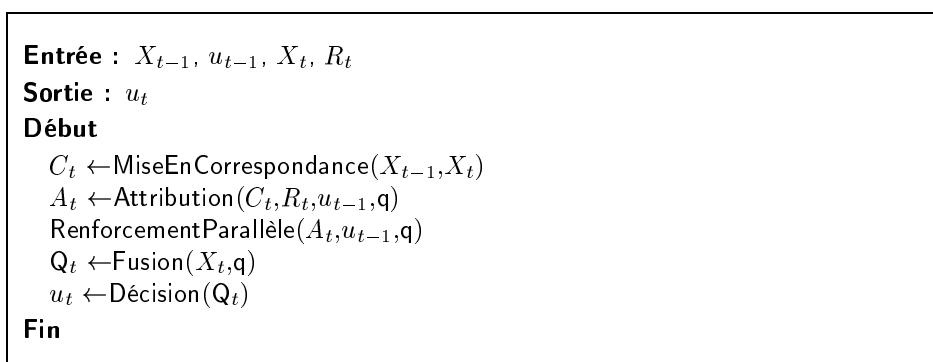 Entrée : X_{t−1}, u_{t−1}, X_t, R_t
Sortie : u_t
Début
C_t ←MiseEnCorrespondance(X_{t−1},X_t)
A_t ←Attribution(C_t,R_t,u_{t−1},q)
RenforcementParallèle(A_t,u_{t−1},q)
Q_t ←Fusion(X_t,q)
u_t ←Décision(Q_t)
Fin